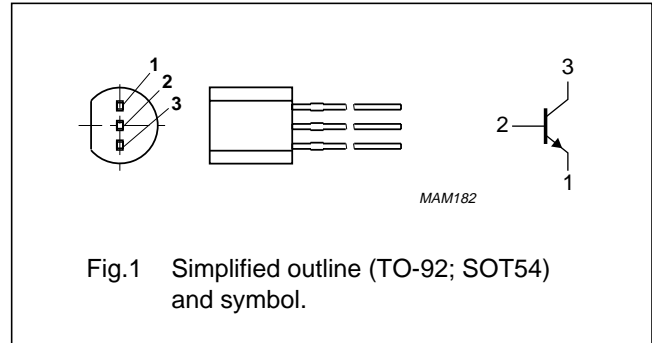 1
2
3
3
2
1
MAM182
Fig.1 Simplified outline (TO-92; SOT54)
and symbol.